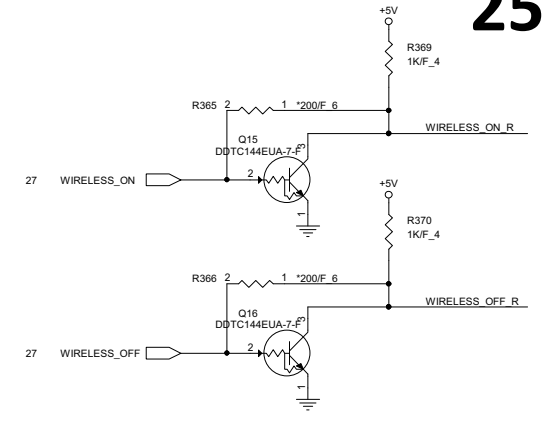 25
+5V
R369
1K/F_4
R365 2 1 *200/F_6
WIRELESS_ON_R
Q15
DDTC144EUA-7-F
3
27 WIRELESS_ON
2
1
+5V
R370
1K/F_4
R366 2 1 *200/F_6
WIRELESS_OFF_R
Q16
DDTC144EUA-7-F
3
27 WIRELESS_OFF
2
1